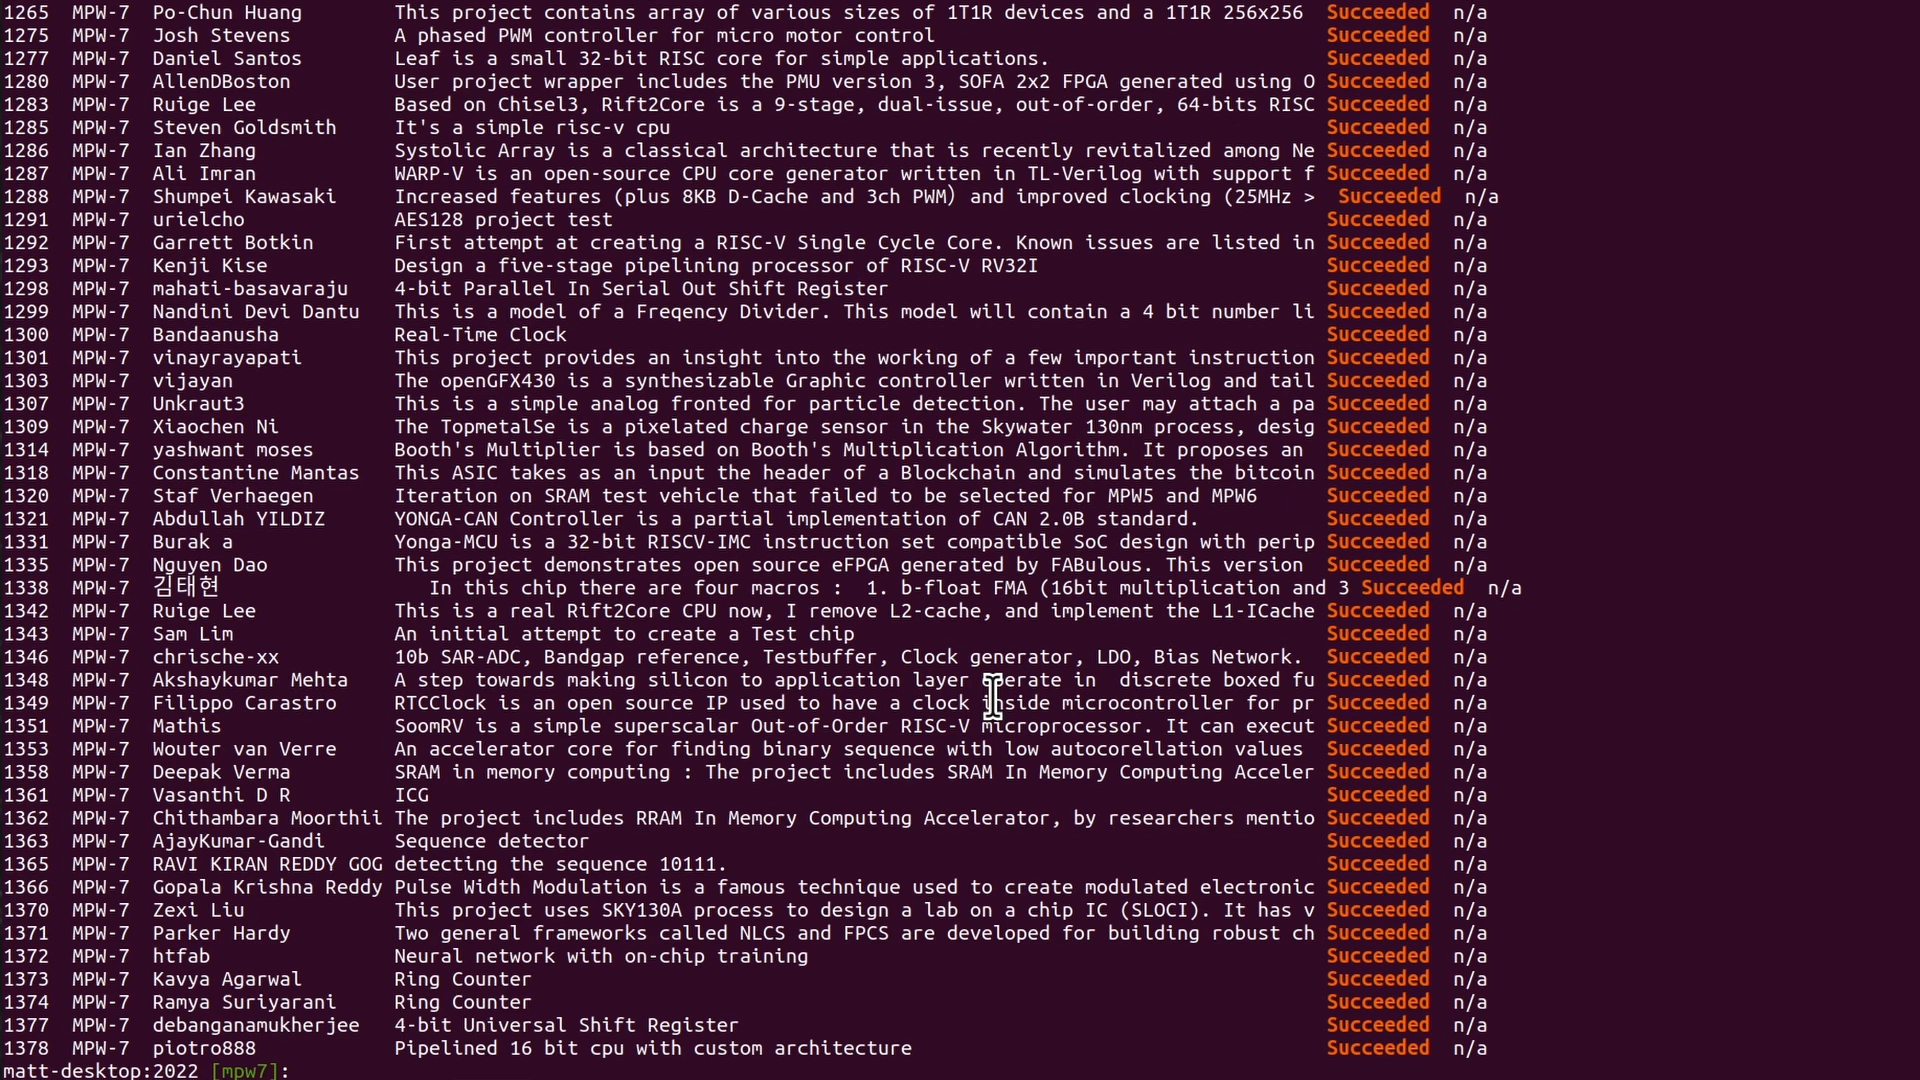 1265 MPW-7 Po-Chun Huang This project contains array of various sizes of 1T1R devices and a 1T1R 256x256 Succeeded n/a
1275 MPW-7 Josh Stevens A phased PWM controller for micro motor control Succeeded n/a
1277 MPW-7 Daniel Santos Leaf is a small 32-bit RISC core for simple applications. Succeeded n/a
1280 MPW-7 AllenDBoston User project wrapper includes the PMU version 3, SOFA 2x2 FPGA generated using O Succeeded n/a
1283 MPW-7 Ruige Lee Based on Chisel3, Rift2Core is a 9-stage, dual-issue, out-of-order, 64-bits RISC Succeeded n/a
1285 MPW-7 Steven Goldsmith It's a simple risc-v cpu Succeeded n/a
1286 MPW-7 Ian Zhang Systolic Array is a classical architecture that is recently revitalized among Ne Succeeded n/a
1287 MPW-7 Ali Imran WARP-V is an open-source CPU core generator written in TL-Verilog with support f Succeeded n/a
1288 MPW-7 Shumpei Kawasaki Increased features (plus 8KB D-Cache and 3ch PWM) and improved clocking (25MHz > Succeeded n/a
1291 MPW-7 urielcho AES128 project test Succeeded n/a
1292 MPW-7 Garrett Botkin First attempt at creating a RISC-V Single Cycle Core. Known issues are listed in Succeeded n/a
1293 MPW-7 Kenji Kise Design a five-stage pipelining processor of RISC-V RV32I Succeeded n/a
1298 MPW-7 mahati-basavaraju 4-bit Parallel In Serial Out Shift Register Succeeded n/a
1299 MPW-7 Nandini Devi Dantu This is a model of a Freqency Divider. This model will contain a 4 bit number li Succeeded n/a
1300 MPW-7 Bandaanusha Real-Time Clock Succeeded n/a
1301 MPW-7 vinayrayapati This project provides an insight into the working of a few important instruction Succeeded n/a
1303 MPW-7 vijayan The openGFX430 is a synthesizable Graphic controller written in Verilog and tail Succeeded n/a
1307 MPW-7 Unkraut3 This is a simple analog fronted for particle detection. The user may attach a pa Succeeded n/a
1309 MPW-7 Xiaochen Ni The TopmetalSe is a pixelated charge sensor in the Skywater 130nm process, desig Succeeded n/a
1314 MPW-7 yashwant moses Booth's Multiplier is based on Booth's Multiplication Algorithm. It proposes an Succeeded n/a
1318 MPW-7 Constantine Mantas This ASIC takes as an input the header of a Blockchain and simulates the bitcoin Succeeded n/a
1320 MPW-7 Staf Verhaegen Iteration on SRAM test vehicle that failed to be selected for MPW5 and MPW6 Succeeded n/a
1321 MPW-7 Abdullah YILDIZ YONGA-CAN Controller is a partial implementation of CAN 2.0B standard. Succeeded n/a
1331 MPW-7 Burak a Yonga-MCU is a 32-bit RISCV-IMC instruction set compatible SoC design with perip Succeeded n/a
1335 MPW-7 Nguyen Dao This project demonstrates open source eFPGA generated by FABulous. This version Succeeded n/a
1338 MPW-7 김태현 In this chip there are four macros : 1. b-float FMA (16bit multiplication and 3 Succeeded n/a
1342 MPW-7 Ruige Lee This is a real Rift2Core CPU now, I remove L2-cache, and implement the L1-ICache Succeeded n/a
1343 MPW-7 Sam Lim An initial attempt to create a Test chip Succeeded n/a
1346 MPW-7 chrische-xx 10b SAR-ADC, Bandgap reference, Testbuffer, Clock generator, LDO, Bias Network. Succeeded n/a
1348 MPW-7 Akshaykumar Mehta A step towards making silicon to application layer operate in discrete boxed fu Succeeded n/a
1349 MPW-7 Filippo Carastro RTCClock is an open source IP used to have a clock inside microcontroller for pr Succeeded n/a
1351 MPW-7 Mathis SoomRV is a simple superscalar Out-of-Order RISC-V microprocessor. It can execut Succeeded n/a
1353 MPW-7 Wouter van Verre An accelerator core for finding binary sequence with low autocorellation values Succeeded n/a
1358 MPW-7 Deepak Verma SRAM in memory computing : The project includes SRAM In Memory Computing Acceler Succeeded n/a
1361 MPW-7 Vasanthi D R ICG Succeeded n/a
1362 MPW-7 Chithambara Moorthii The project includes RRAM In Memory Computing Accelerator, by researchers mentio Succeeded n/a
1363 MPW-7 AjayKumar-Gandi Sequence detector Succeeded n/a
1365 MPW-7 RAVI KIRAN REDDY GOG detecting the sequence 10111. Succeeded n/a
1366 MPW-7 Gopala Krishna Reddy Pulse Width Modulation is a famous technique used to create modulated electronic Succeeded n/a
1370 MPW-7 Zexi Liu This project uses SKY130A process to design a lab on a chip IC (SLOCI). It has v Succeeded n/a
1371 MPW-7 Parker Hardy Two general frameworks called NLCS and FPCS are developed for building robust ch Succeeded n/a
1372 MPW-7 htfab Neural network with on-chip training Succeeded n/a
1373 MPW-7 Kavya Agarwal Ring Counter Succeeded n/a
1374 MPW-7 Ramya Suriyarani Ring Counter Succeeded n/a
1377 MPW-7 debanganamukherjee 4-bit Universal Shift Register Succeeded n/a
1378 MPW-7 piotro888 Pipelined 16 bit cpu with custom architecture Succeeded n/a
matt-desktop:2022 [mpw7]: